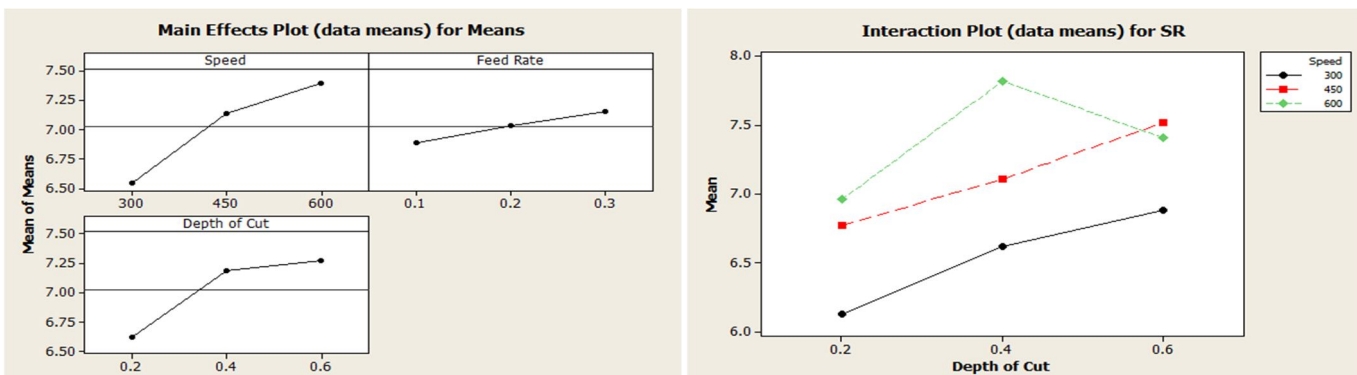 Main Effects Plot (data means) for Means
Speed
Feed Rate
7.50
7.25
7.00
6.75
6.50
300 450 600
0.1 0.2 0.3
Mean of Means
Depth of Cut
7.50
7.25
7.00
6.75
6.50
0.2 0.4 0.6
Interaction Plot (data means) for SR
8.0
7.5
7.0
6.5
6.0
Mean
0.2 0.4 0.6
Depth of Cut
Speed
300
450
600